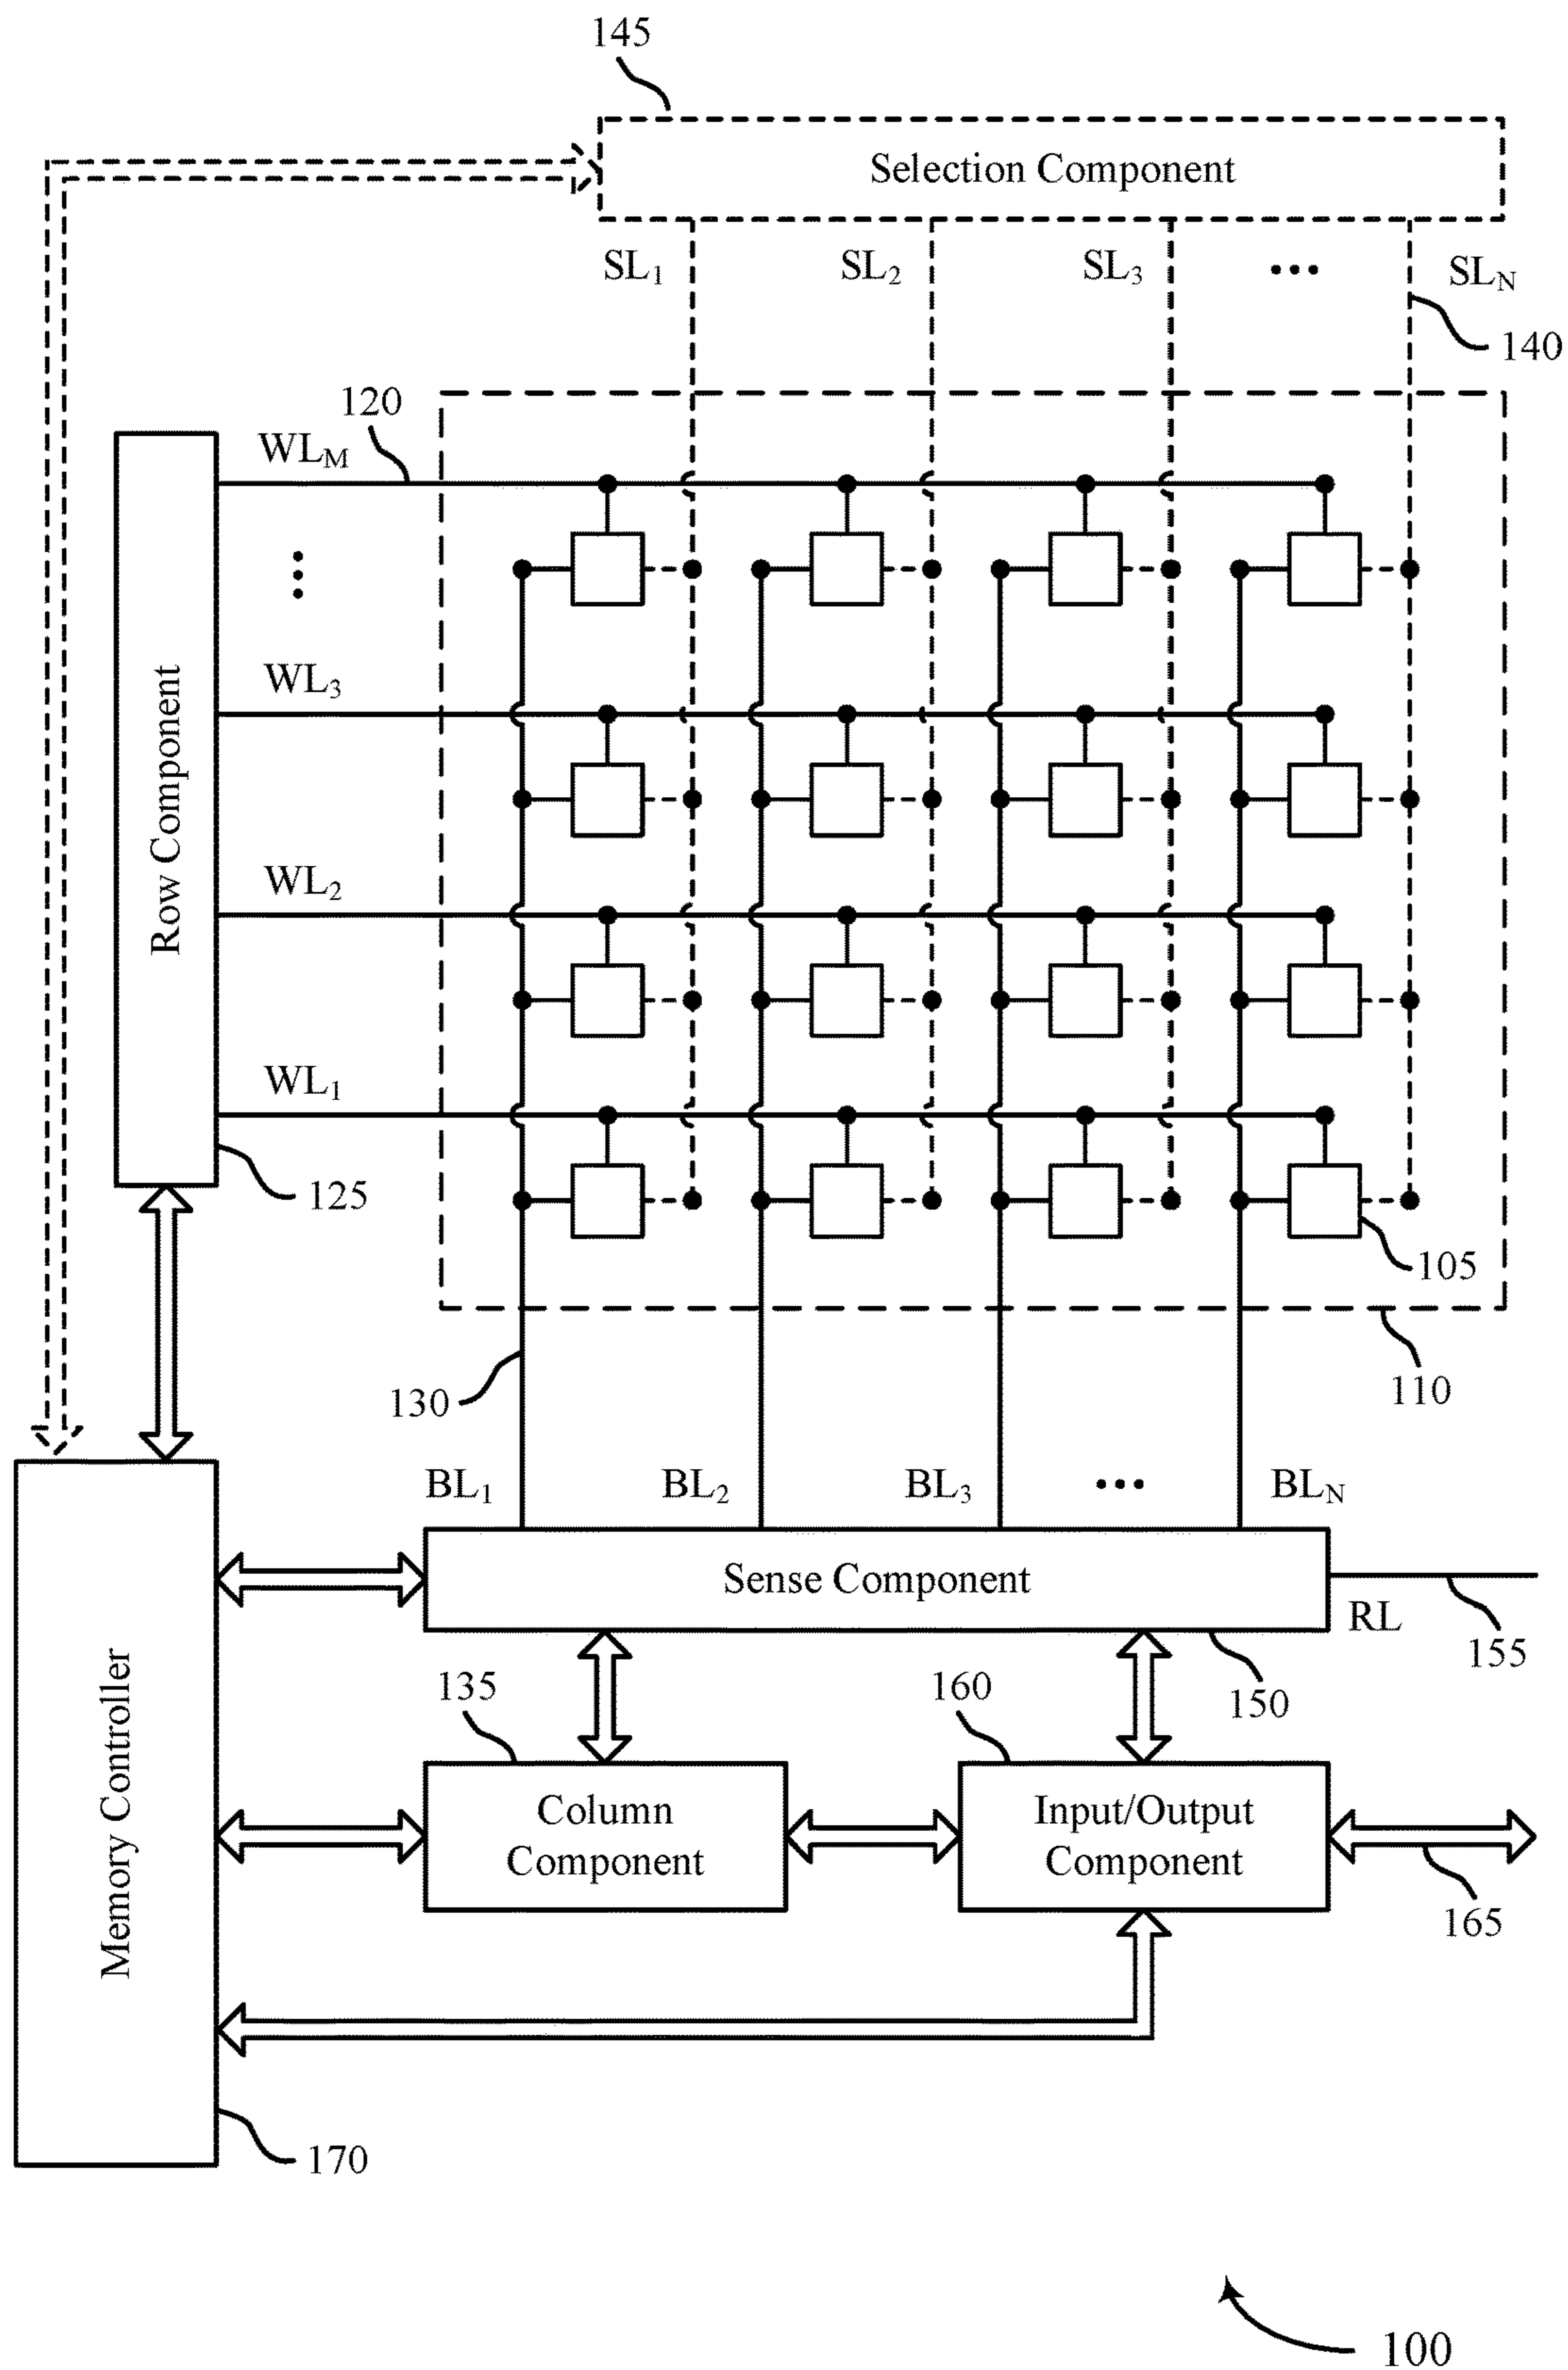 145
Selection Component
SL1 SL2 SL3 ••• SLN
140
120
WLM
WL3
WL2
WL1
Row Component
125
105
110
130
BL1 BL2 BL3 ••• BLN
Sense Component
RL
155
150
135
160
Column
Component
Input/Output
Component
165
Memory Controller
170
100